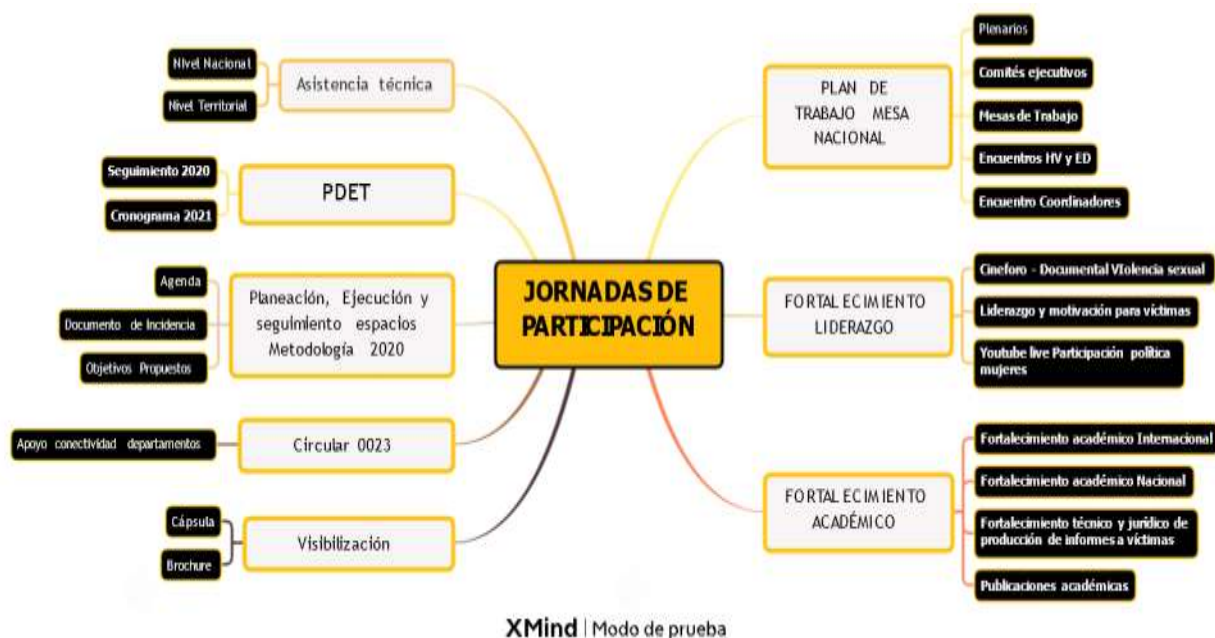 Nivel Nacional
Nivel Territorial
Asistencia técnica
Seguimiento 2020
Cronograma 2021
PDET
Agenda
Documento de Incidencia
Objetivos Propuestos
Planeación, Ejecución y
seguimiento espacios
Metodología 2020
Apoyo conectividad departamentos
Circular 0023
Cápsula
Brochure
Visibilización
JORNADAS DE
PARTICIPACIÓN
PLAN DE
TRABAJO MESA
NACIONAL
Plenarios
Comités ejecutivos
Mesas de Trabajo
Encuentros HV y ED
Encuentro Coordinadores
FORTALECIMIENTO
LIDERAZGO
Cineforo - Documental VIolencia sexual
Liderazgo y motivación para víctimas
Youtube live Participación política
mujeres
FORTALECIMIENTO
ACADÉMICO
Fortalecimiento académico Internacional
Fortalecimiento académico Nacional
Fortalecimiento técnico y jurídico de
producción de informes a víctimas
Publicaciones académicas
XMind | Modo de prueba